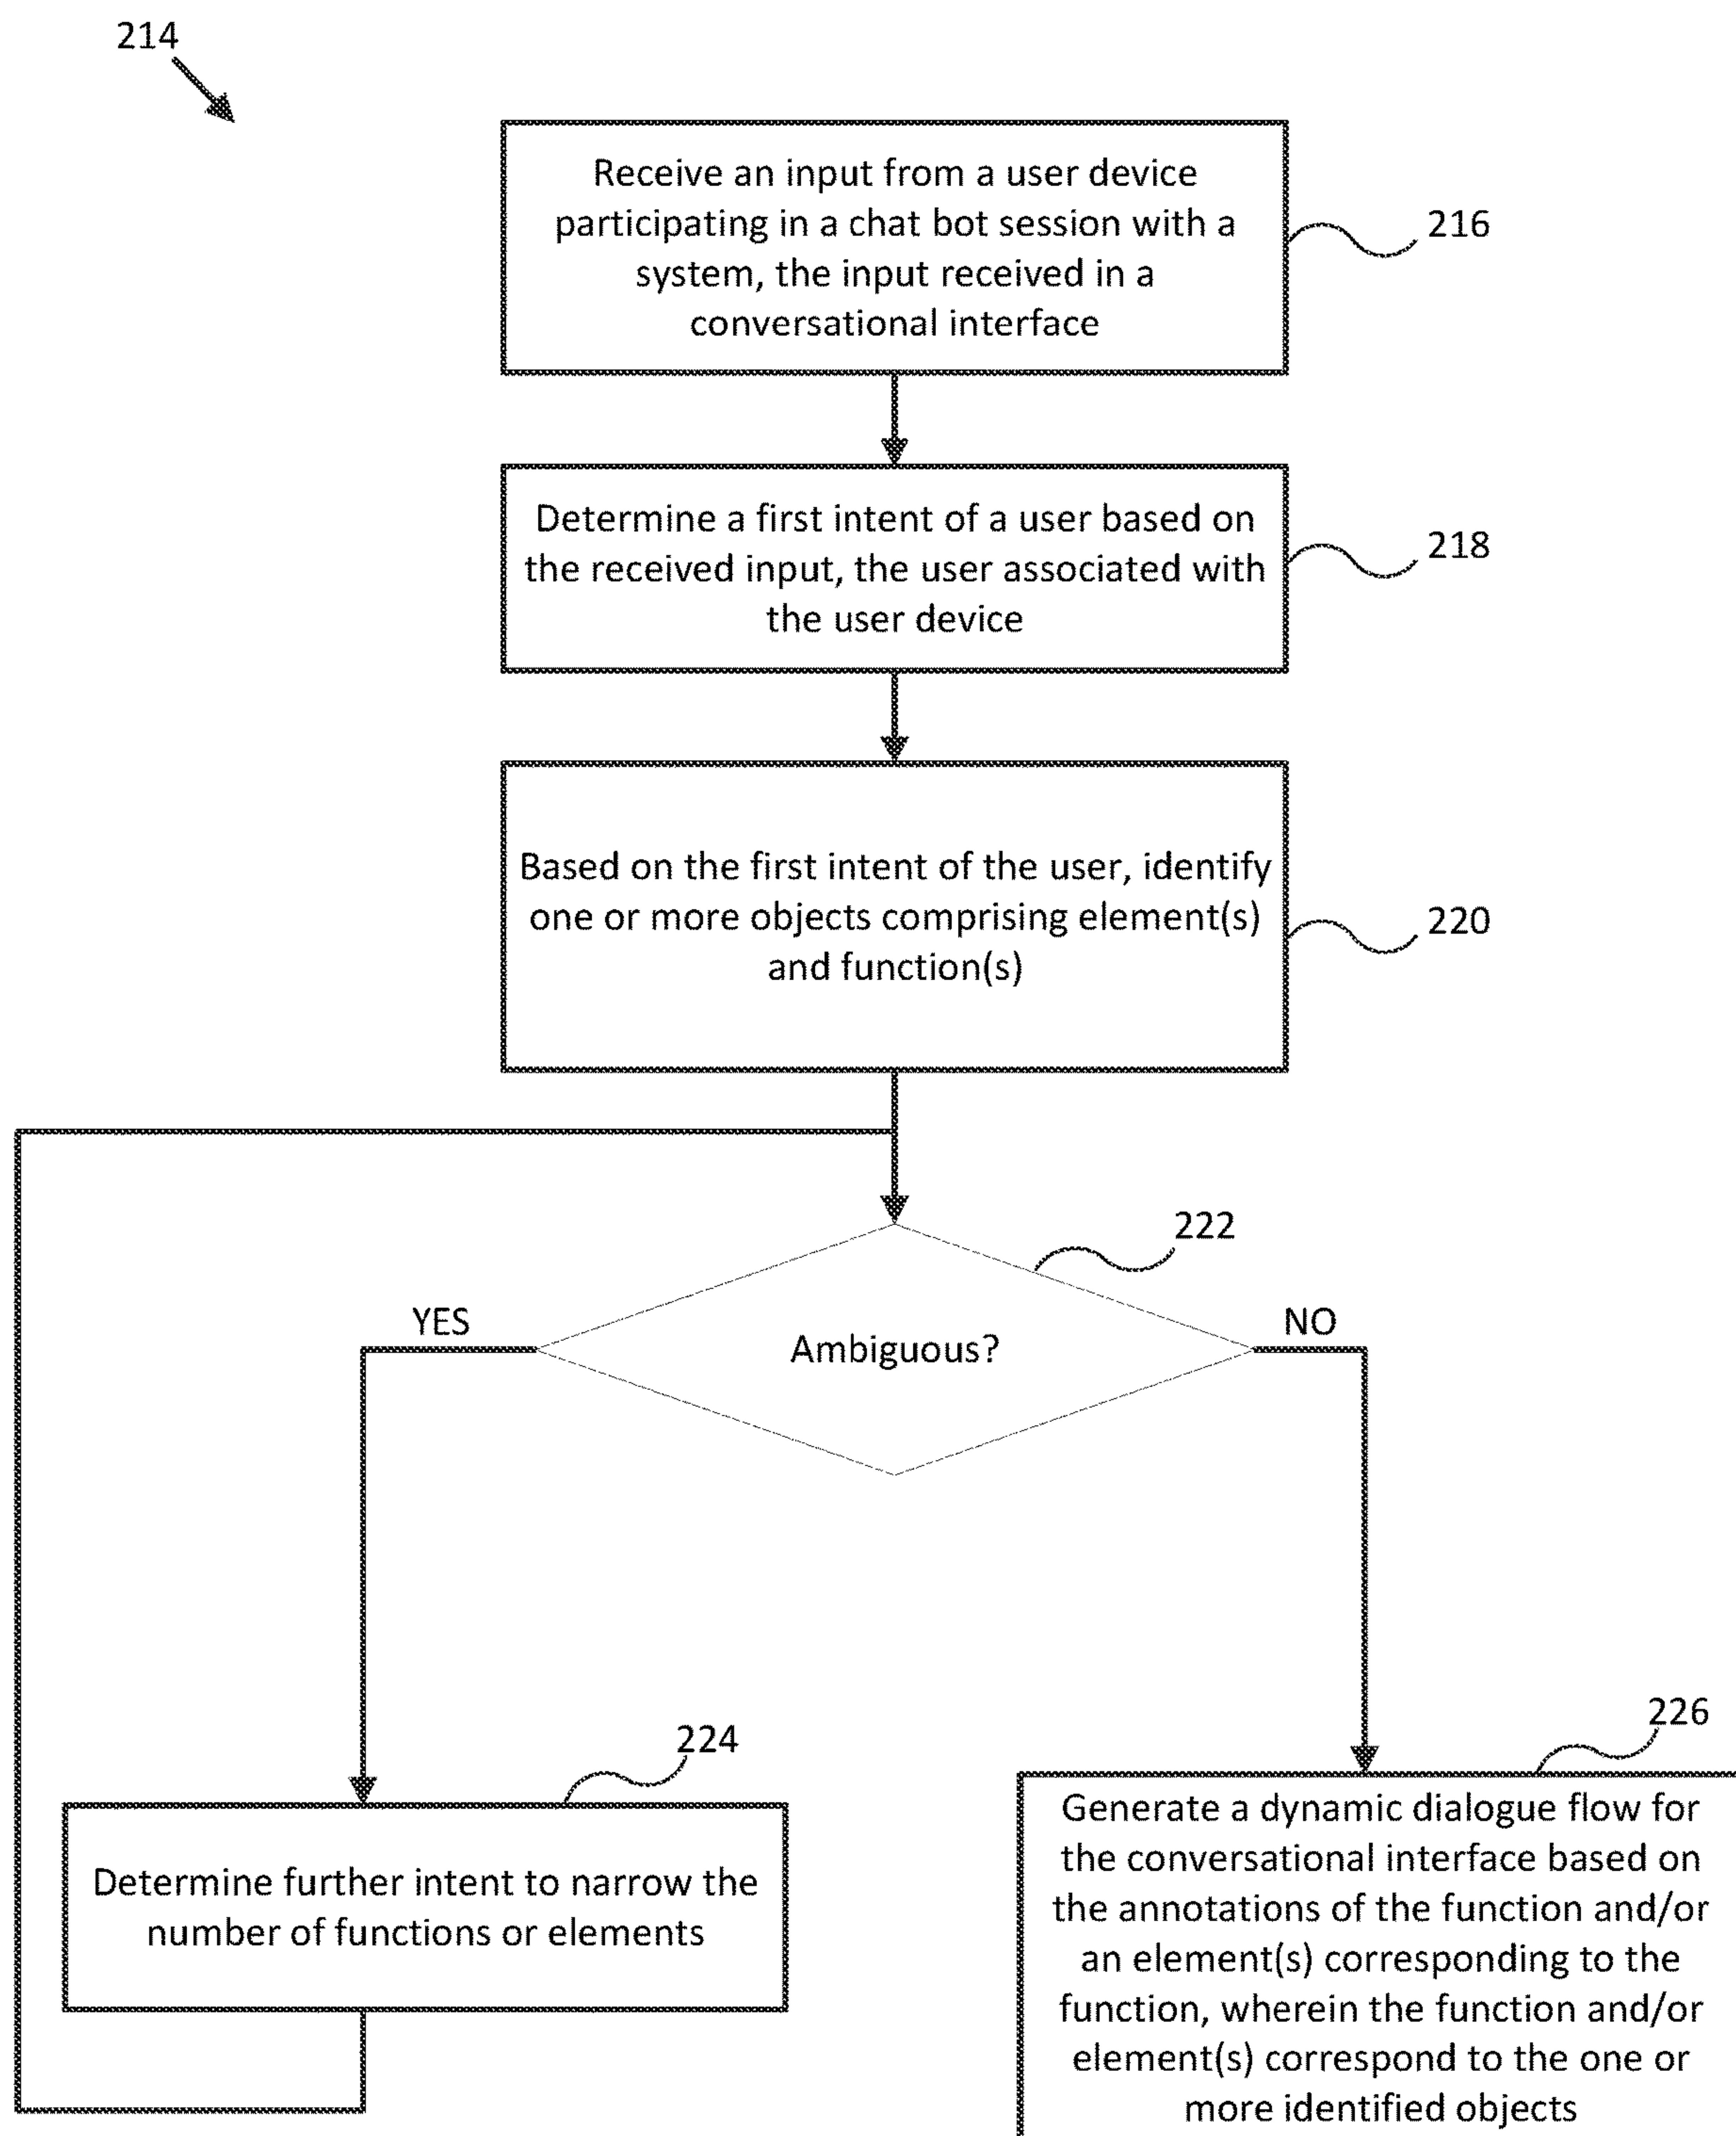 214
Receive an input from a user device
participating in a chat bot session with a
system, the input received in a
conversational interface
216
Determine a first intent of a user based on
the received input, the user associated with
the user device
218
Based on the first intent of the user, identify
one or more objects comprising element(s)
and function(s)
220
222
YES
Ambiguous?
NO
224
Determine further intent to narrow the
number of functions or elements
226
Generate a dynamic dialogue flow for
the conversational interface based on
the annotations of the function and/or
an element(s) corresponding to the
function, wherein the function and/or
element(s) correspond to the one or
more identified objects